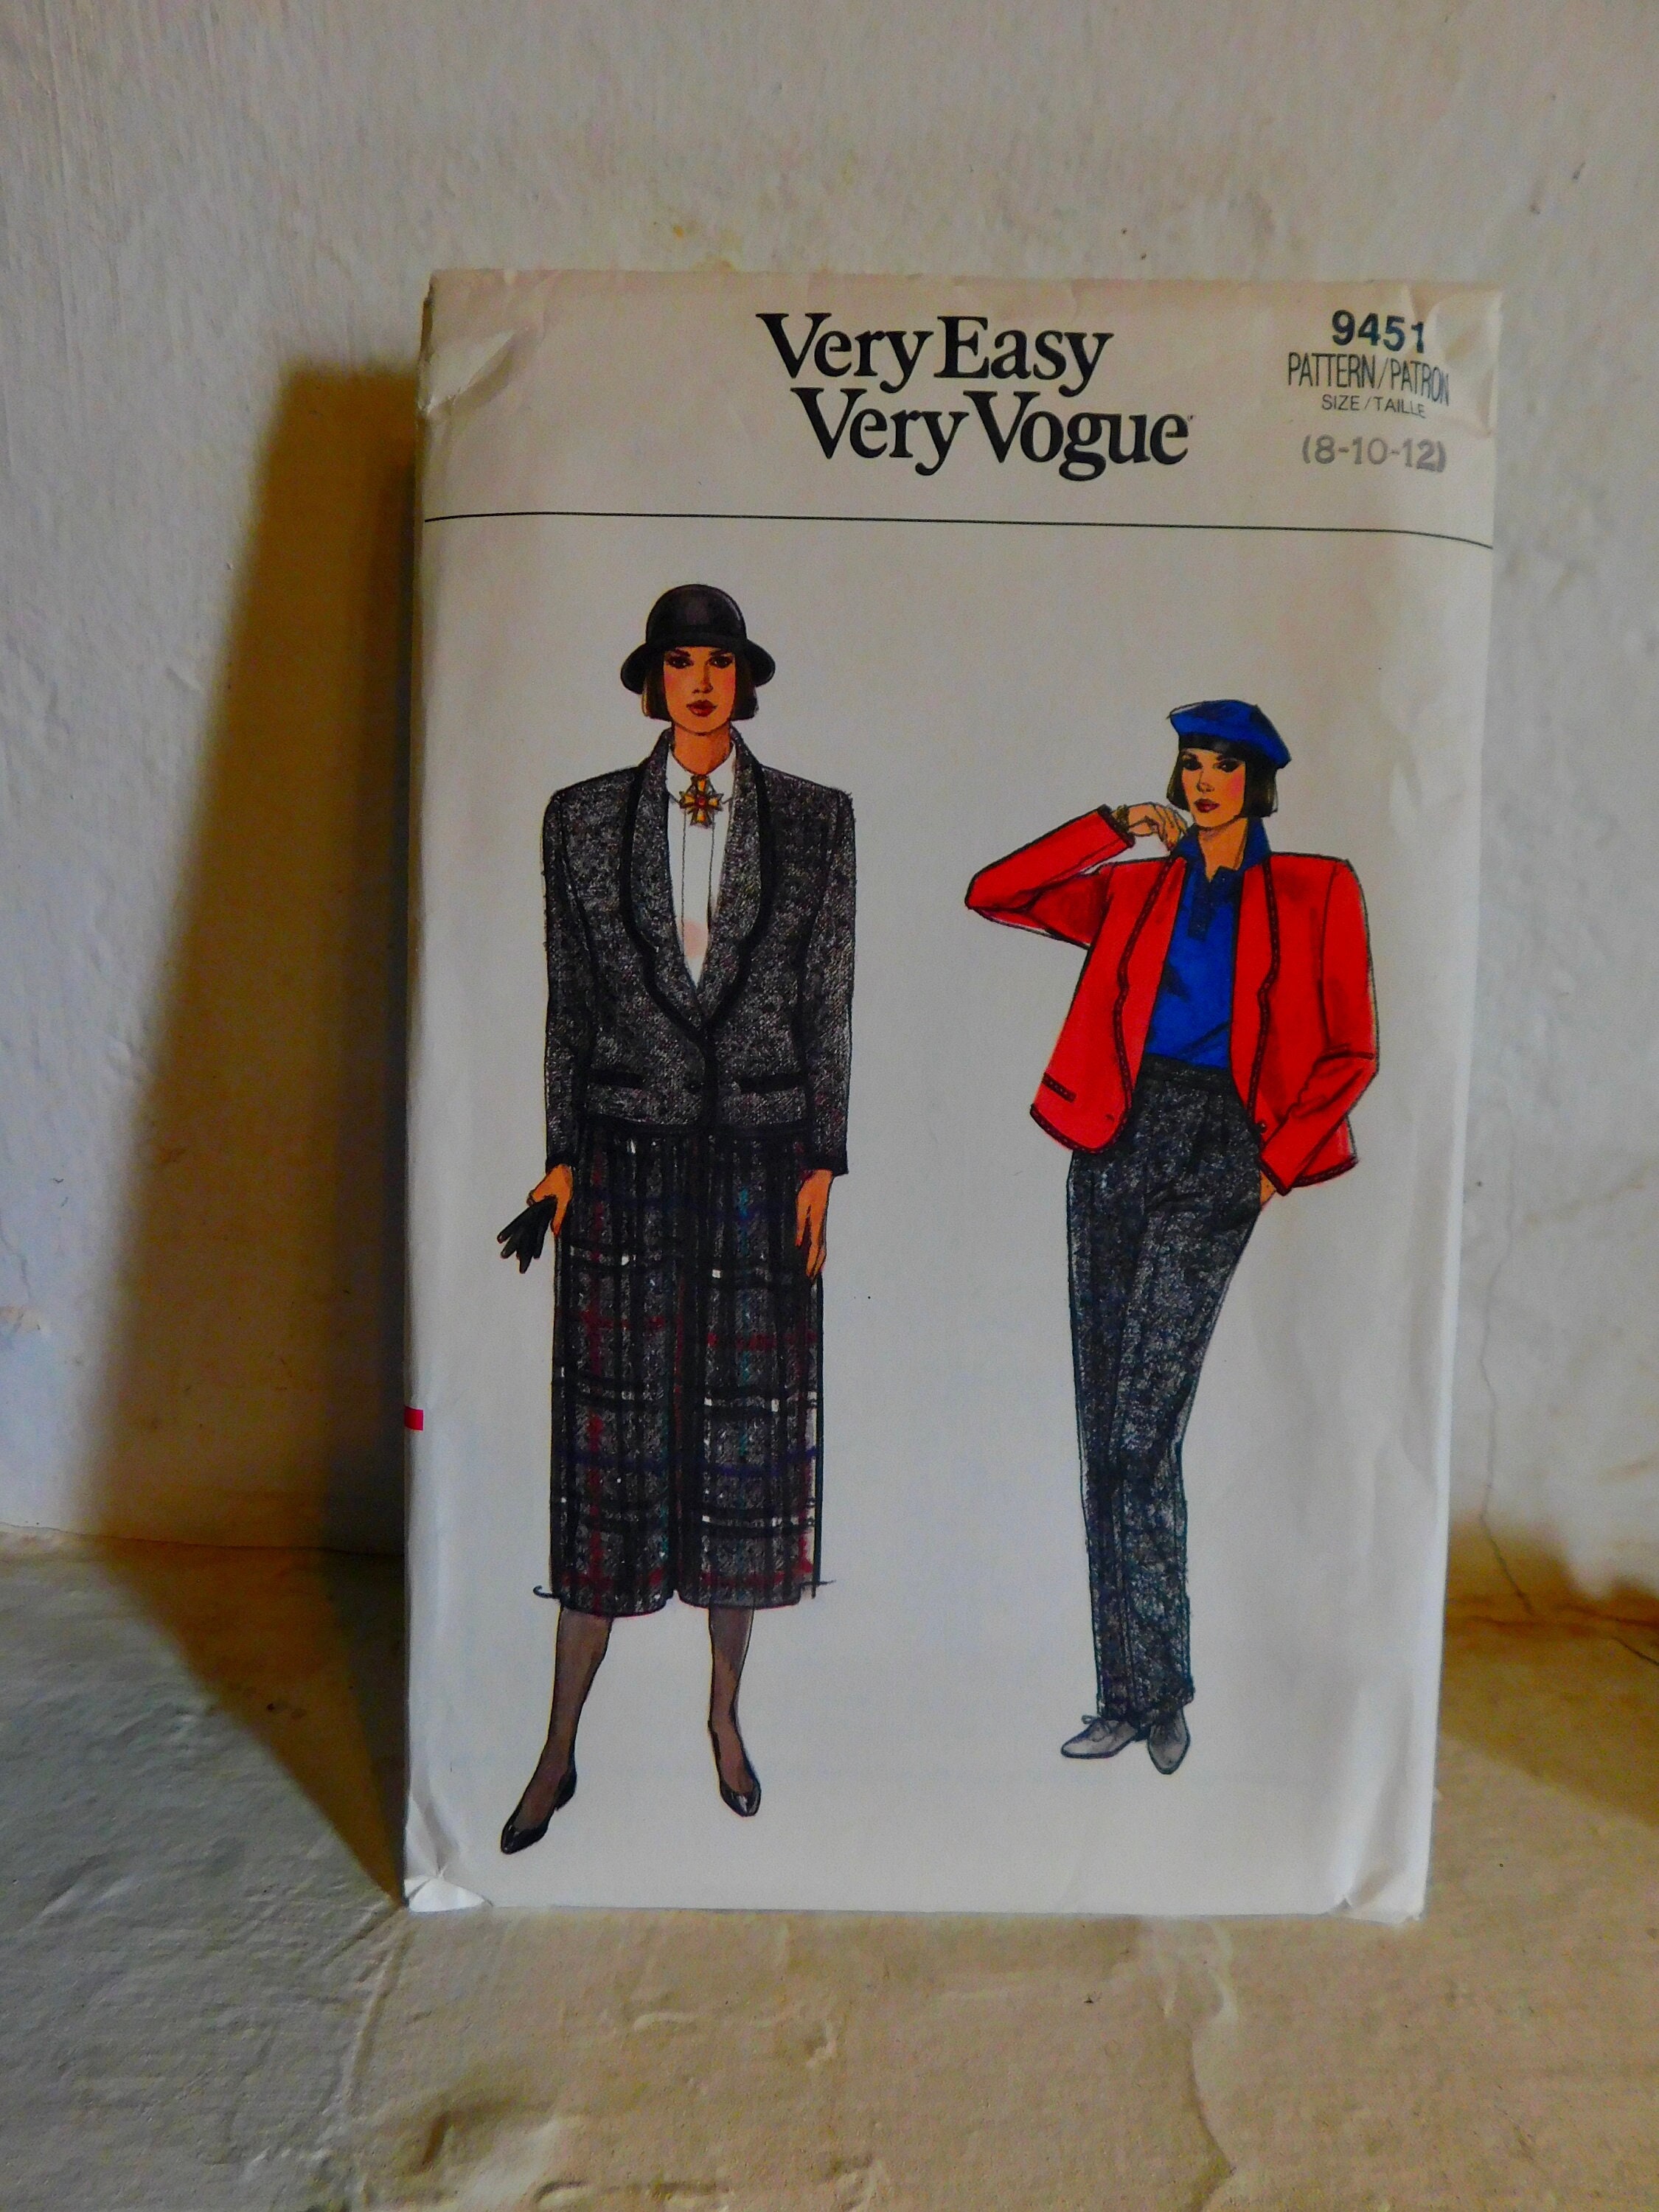 Very Easy
Very Vogue
9451
PATTERN/PATRON
SIZE/TAILLE
(8-10-12)